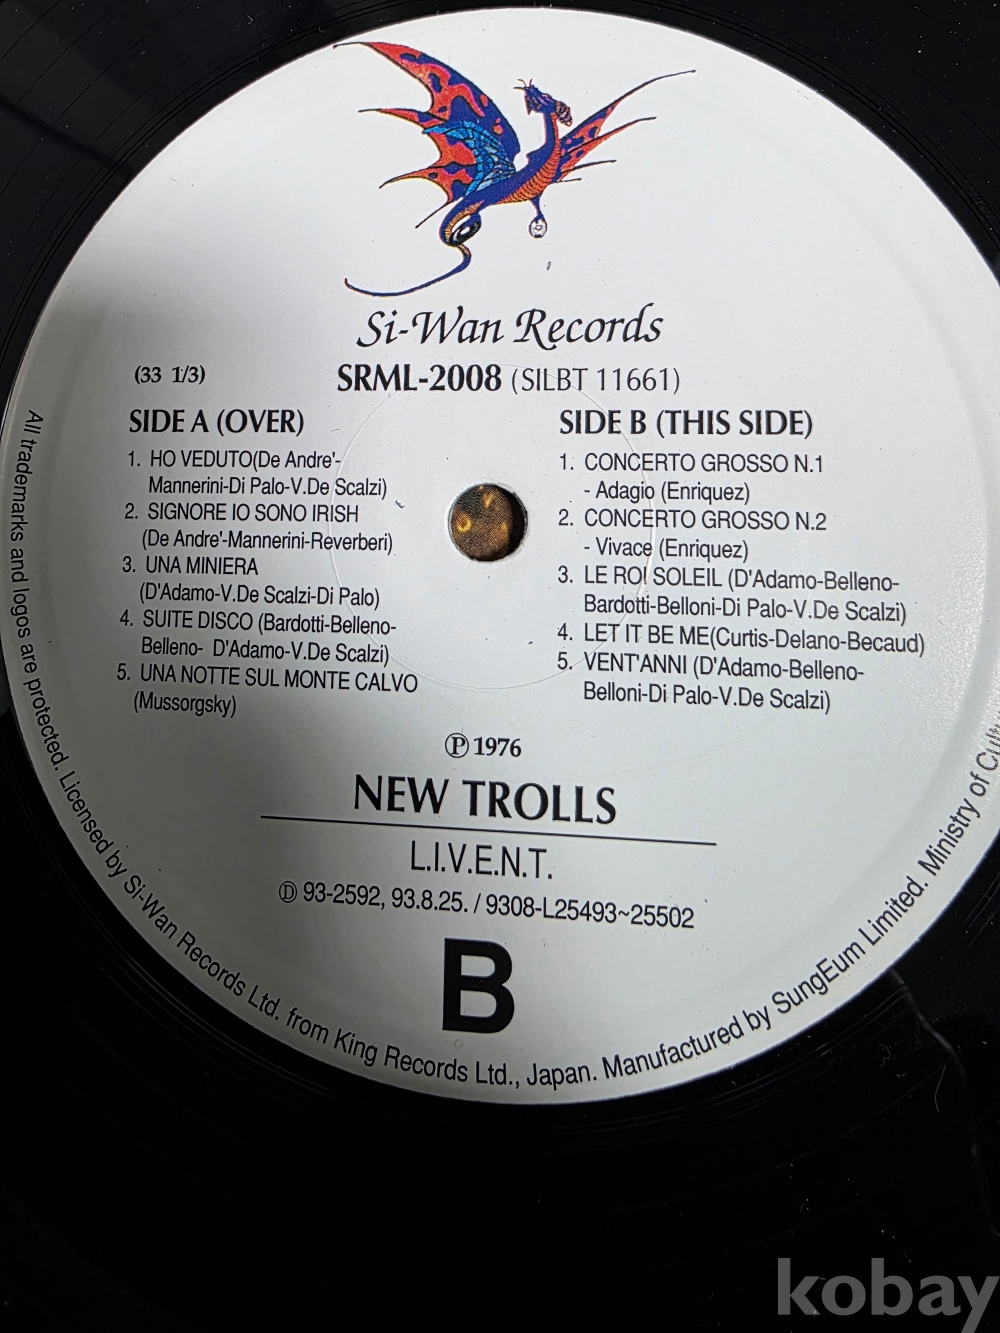 Si-Wan Records
(33 1/3)
SRML-2008 (SILBT 11661)
SIDE A (OVER)
1. HO VEDUTO(De Andre'-
Mannerini-Di Palo-V.De Scalzi)
2. SIGNORE IO SONO IRISH
(De Andre'-Mannerini-Reverberi)
3. UNA MINIERA
(D'Adamo-V.De Scalzi-Di Palo)
4. SUITE DISCO (Bardotti-Belleno-
Belleno- D'Adamo-V.De Scalzi)
5. UNA NOTTE SUL MONTE CALVO
(Mussorgsky)
SIDE B (THIS SIDE)
1. CONCERTO GROSSO N.1
- Adagio (Enriquez)
2. CONCERTO GROSSO N.2
- Vivace (Enriquez)
3. LE ROI SOLEIL (D'Adamo-Belleno-
Bardotti-Belloni-Di Palo-V.De Scalzi)
4. LET IT BE ME(Curtis-Delano-Becaud)
5. VENT'ANNI (D'Adamo-Belleno-
Belloni-Di Palo-V.De Scalzi)
Ⓟ 1976
NEW TROLLS
L.I.V.E.N.T.
Ⓓ 93-2592, 93.8.25. / 9308-L25493~25502
B
All trademarks and logos are protected. Licensed by Si-Wan Records Ltd. from King Records Ltd., Japan. Manufactured by SungEum Limited. Ministry of
kobay